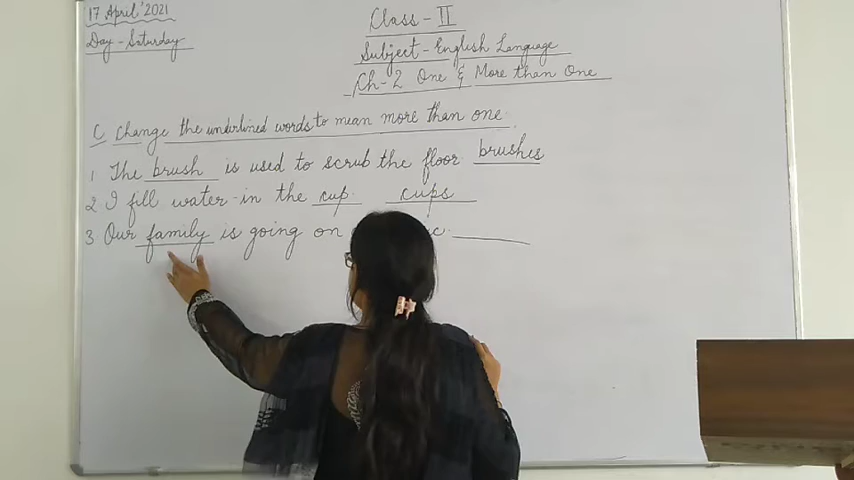 17 April'2021
Day - Saturday
Class - II
Subject - English Language
Ch-2 One & More than One
C Change the underlined words to mean more than one.
1 The brush is used to scrub the floor brushes
2 I fill water in the cup. cups
3 Our family is going on